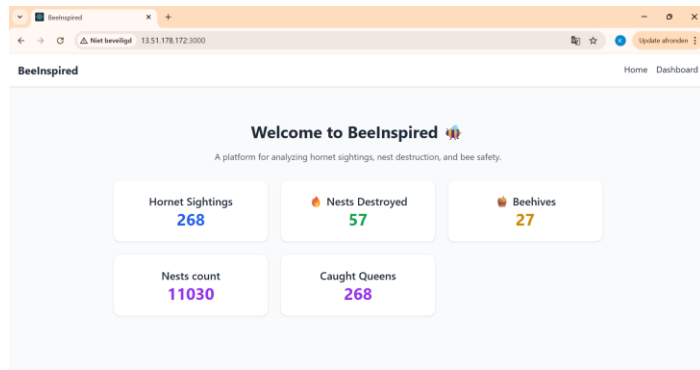 BeeInspired
Niet beveiligd 13.51.178.172:3000
Update afronden
BeeInspired
Home Dashboard
Welcome to BeeInspired
A platform for analyzing hornet sightings, nest destruction, and bee safety.
Hornet Sightings
268
Nests Destroyed
57
Beehives
27
Nests count
11030
Caught Queens
268